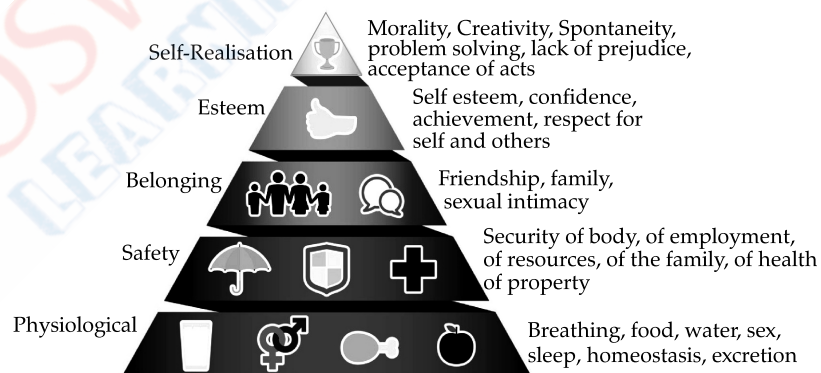 Self-Realisation
Morality, Creativity, Spontaneity,
problem solving, lack of prejudice,
acceptance of acts
Esteem
Self esteem, confidence,
achievement, respect for
self and others
Belonging
Friendship, family,
sexual intimacy
Safety
Security of body, of employment,
of resources, of the family, of health
of property
Physiological
Breathing, food, water, sex,
sleep, homeostasis, excretion